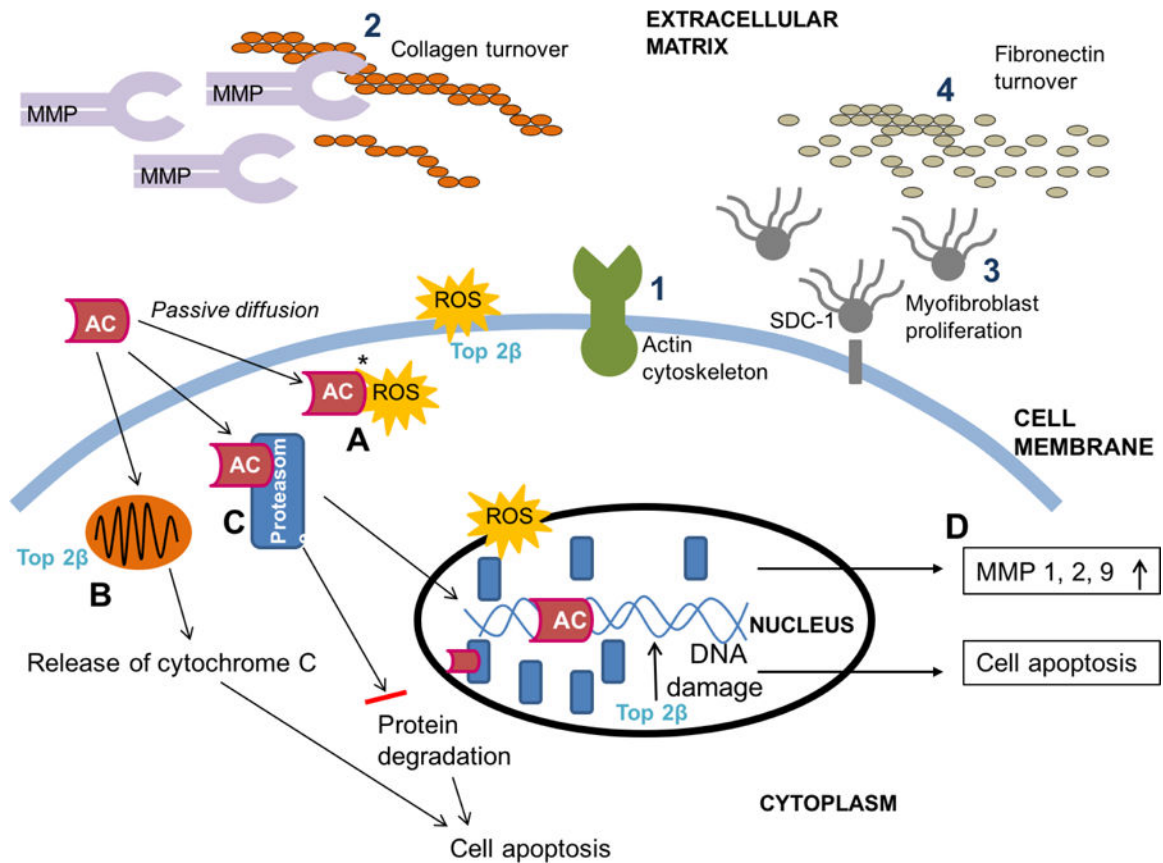 EXTRACELLULAR
MATRIX
2
Collagen turnover
Fibronectin
turnover
4
MMP
MMP
MMP
3
Myofibroblast
proliferation
SDC-1
1
Actin
cytoskeleton
ROS
Top 2β
AC
Passive diffusion
*
AC
ROS
A
CELL
MEMBRANE
AC
Proteasom
C
Top 2β
B
ROS
D
MMP 1, 2, 9 ↑
AC
NUCLEUS
DNA
damage
Top 2β
Cell apoptosis
Release of cytochrome C
Protein
degradation
CYTOPLASM
Cell apoptosis